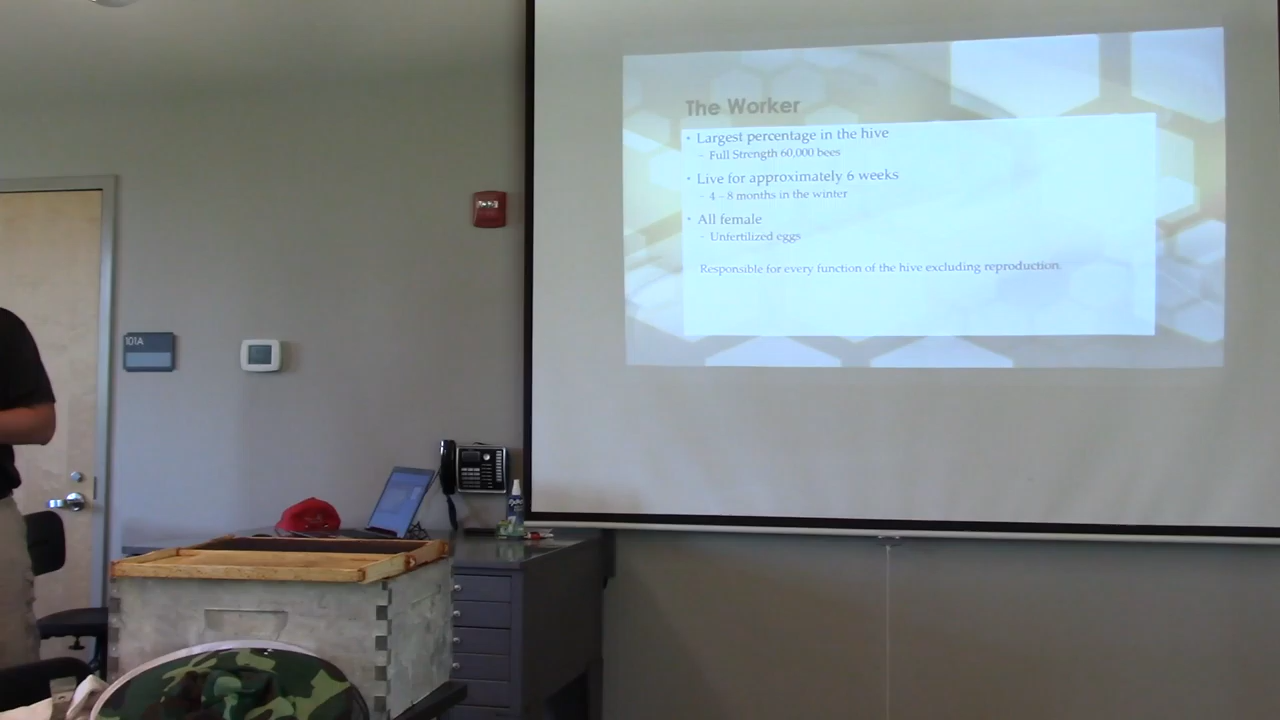 The Worker
• Largest percentage in the hive
– Full Strength 60,000 bees
• Live for approximately 6 weeks
– 4 – 8 months in the winter
• All female
– Unfertilized eggs
Responsible for every function of the hive excluding reproduction.
101A